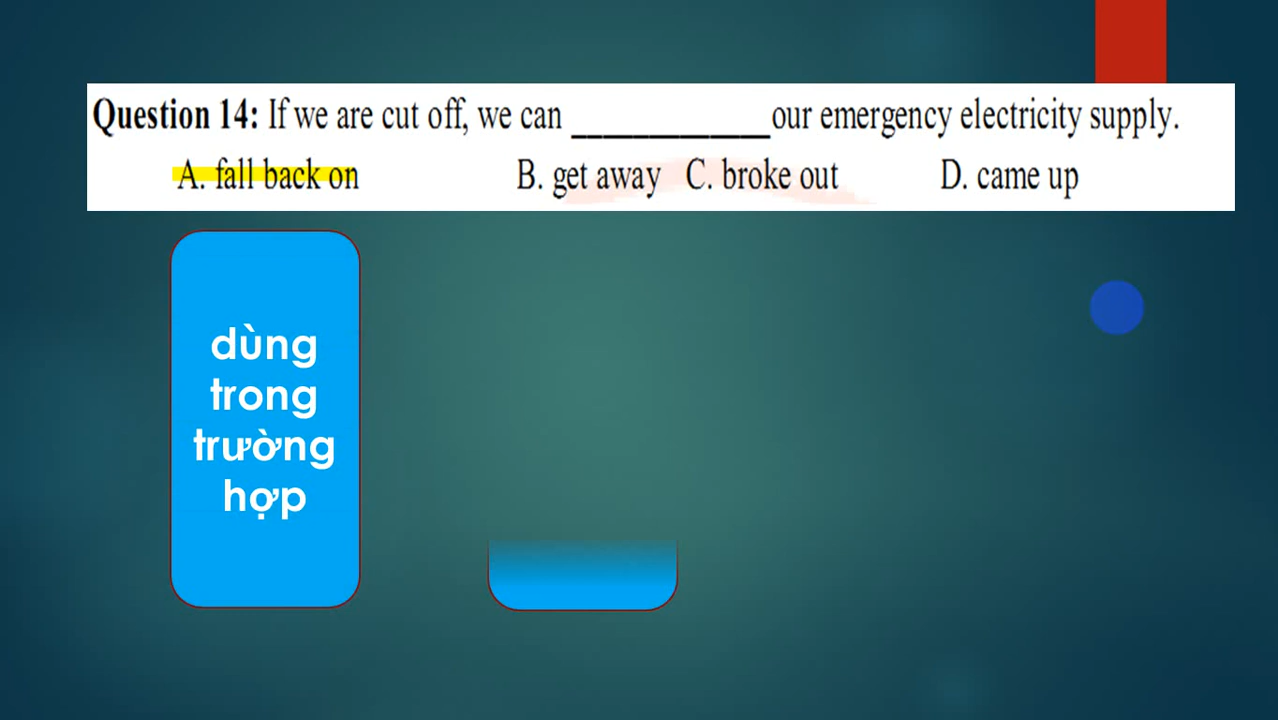 Question 14: If we are cut off, we can ____________our emergency electricity supply.
A. fall back on B. get away C. broke out D. came up
dùng
trong
trường
hợp